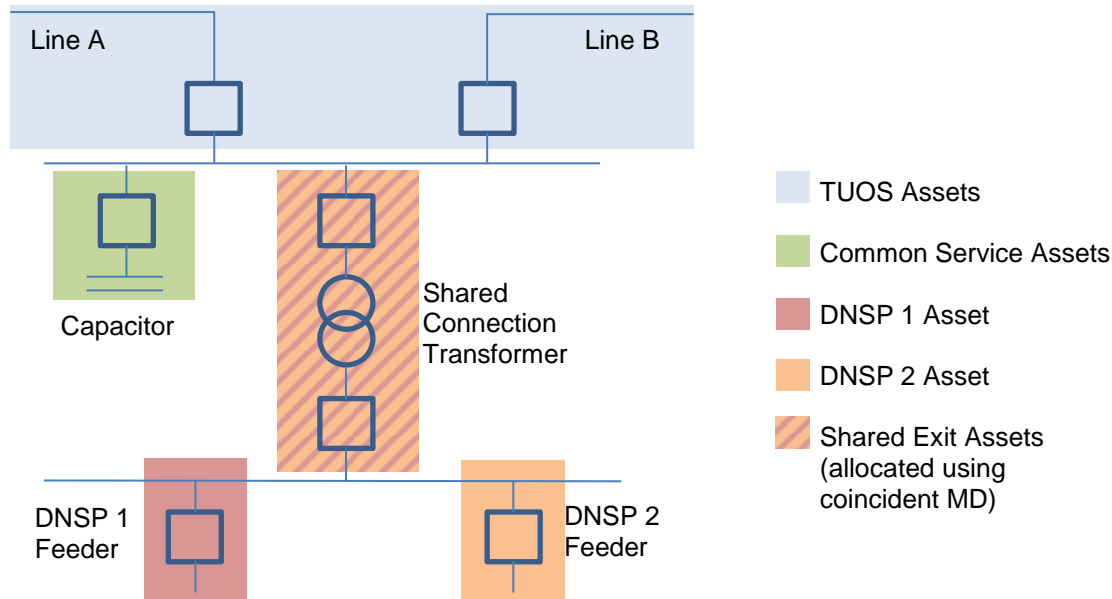 Line A
Line B
Capacitor
Shared
Connection
Transformer
DNSP 1
Feeder
DNSP 2
Feeder
TUOS Assets
Common Service Assets
DNSP 1 Asset
DNSP 2 Asset
Shared Exit Assets
(allocated using
coincident MD)